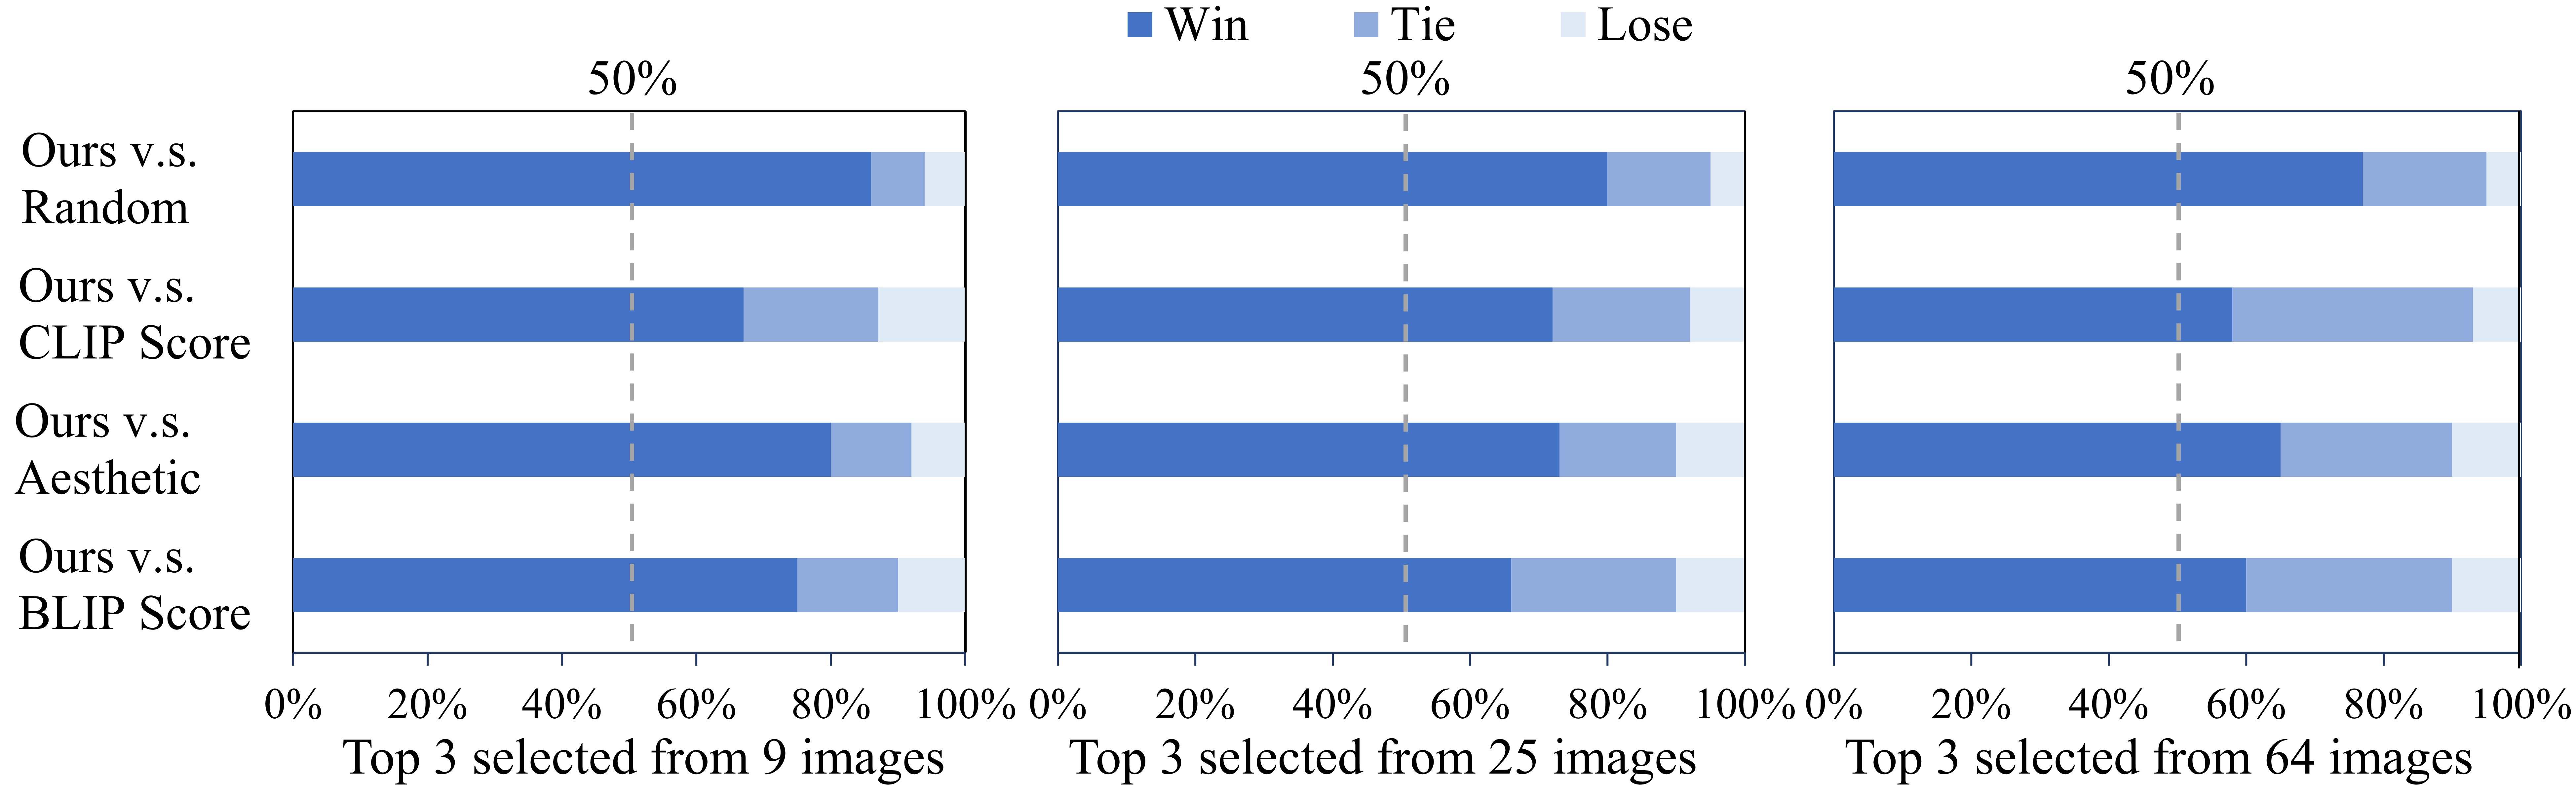 Win Tie Lose
50% 50% 50%
Ours v.s.
Random
Ours v.s.
CLIP Score
Ours v.s.
Aesthetic
Ours v.s.
BLIP Score
0% 20% 40% 60% 80% 100% 0% 20% 40% 60% 80% 100% 0% 20% 40% 60% 80% 100%
Top 3 selected from 9 images Top 3 selected from 25 images Top 3 selected from 64 images